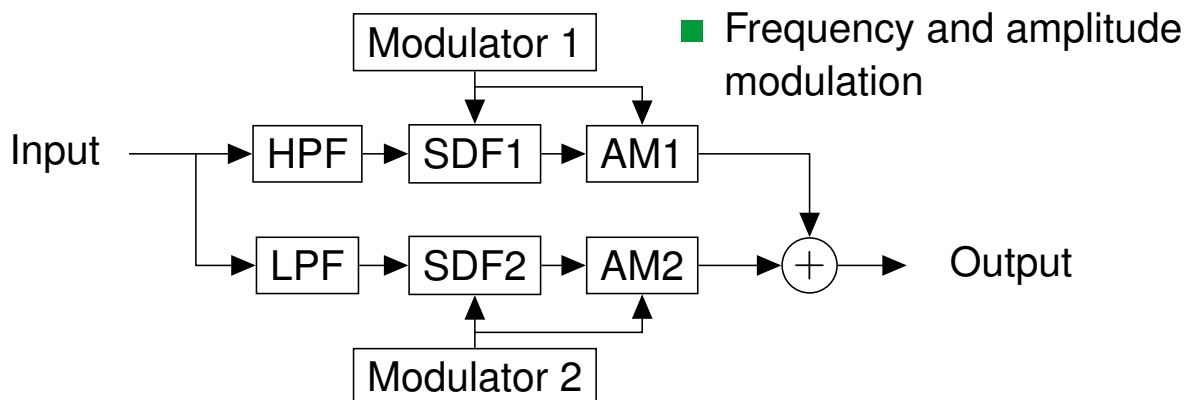 Modulator 1
Frequency and amplitude
modulation
Input
HPF
SDF1
AM1
LPF
SDF2
AM2
+
Output
Modulator 2